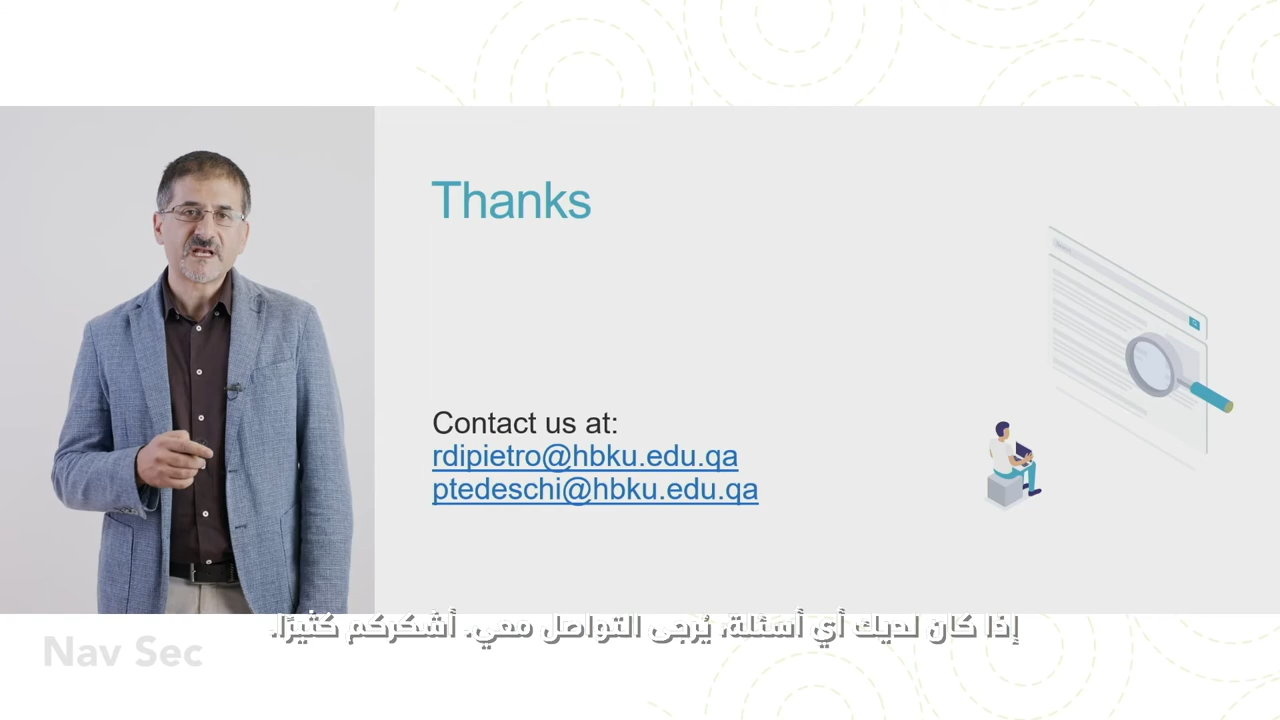 Thanks
Contact us at:
rdipietro@hbku.edu.qa
ptedeschi@hbku.edu.qa
إذا كان لديك أي أسئلة، يُرجى التواصل معي. أشكركم كثيرًا.
Nav Sec